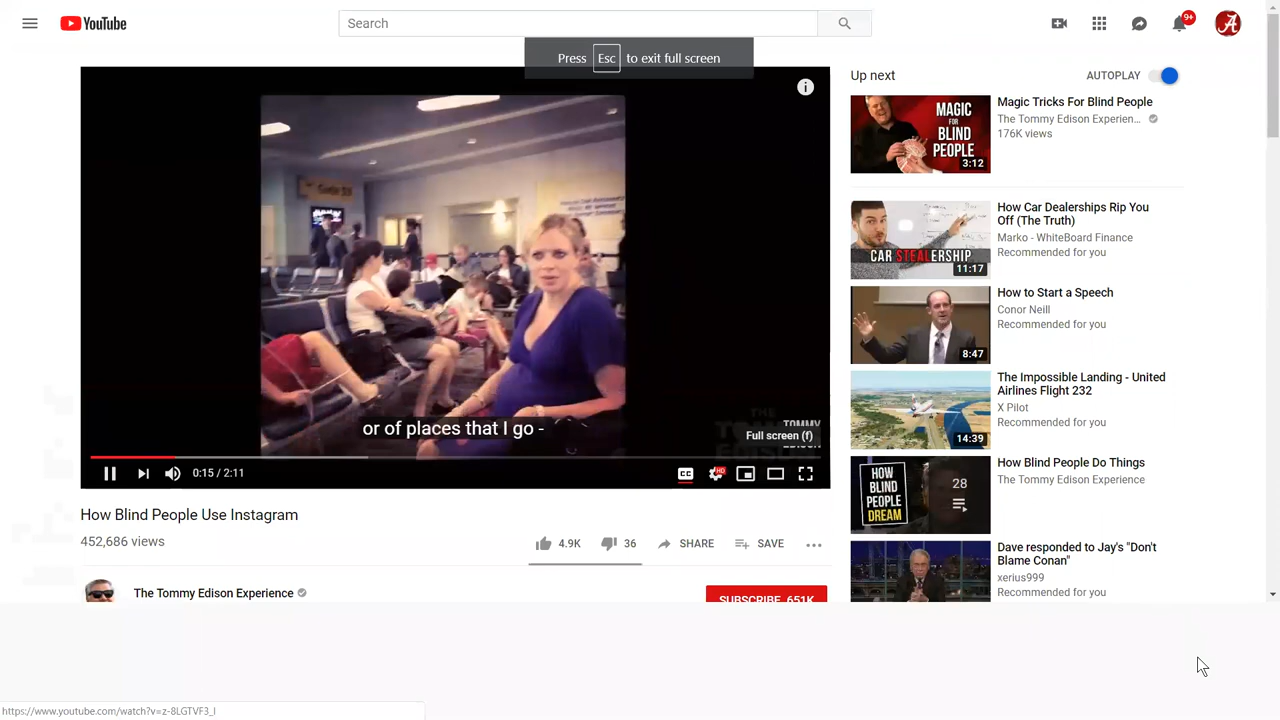 YouTube
Search
9+
A
Press Esc to exit full screen
Up next
AUTOPLAY
MAGIC
FOR
BLIND
PEOPLE
3:12
Magic Tricks For Blind People
The Tommy Edison Experien...
176K views
CAR STEALERSHIP
11:17
How Car Dealerships Rip You
Off (The Truth)
Marko - WhiteBoard Finance
Recommended for you
8:47
How to Start a Speech
Conor Neill
Recommended for you
14:39
The Impossible Landing - United
Airlines Flight 232
X Pilot
Recommended for you
HOW
BLIND
PEOPLE
DREAM
28
How Blind People Do Things
The Tommy Edison Experience
Dave responded to Jay's "Don't
Blame Conan"
xerius999
Recommended for you
or of places that I go -
THE
TOMMY
EDISON
Full screen (f)
0:15 / 2:11
CC
HD
How Blind People Use Instagram
452,686 views
4.9K
36
SHARE
SAVE
The Tommy Edison Experience
SUBSCRIBE 651K
https://www.youtube.com/watch?v=z-8LGTVF3_I